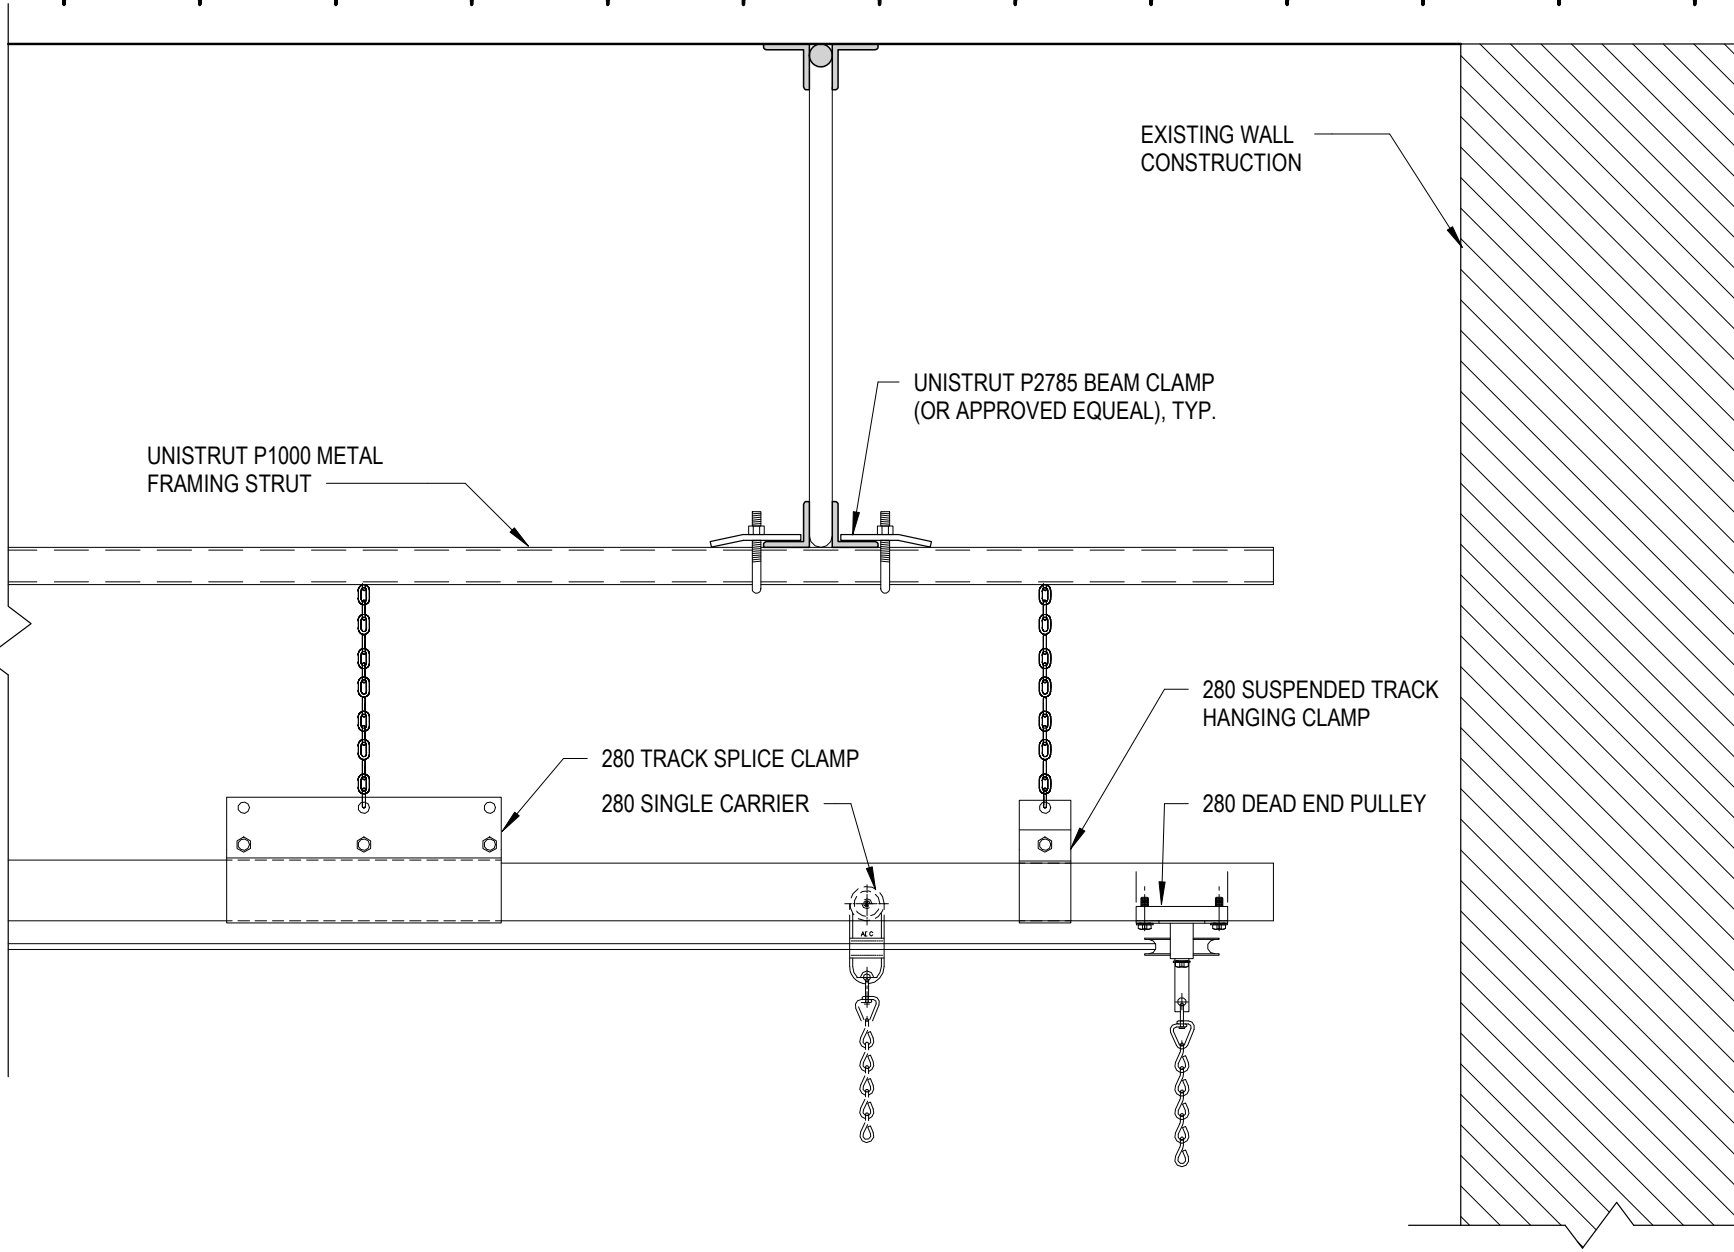 EXISTING WALL
CONSTRUCTION
UNISTRUT P2785 BEAM CLAMP
(OR APPROVED EQUEAL), TYP.
UNISTRUT P1000 METAL
FRAMING STRUT
280 SUSPENDED TRACK
HANGING CLAMP
280 TRACK SPLICE CLAMP
280 SINGLE CARRIER
280 DEAD END PULLEY